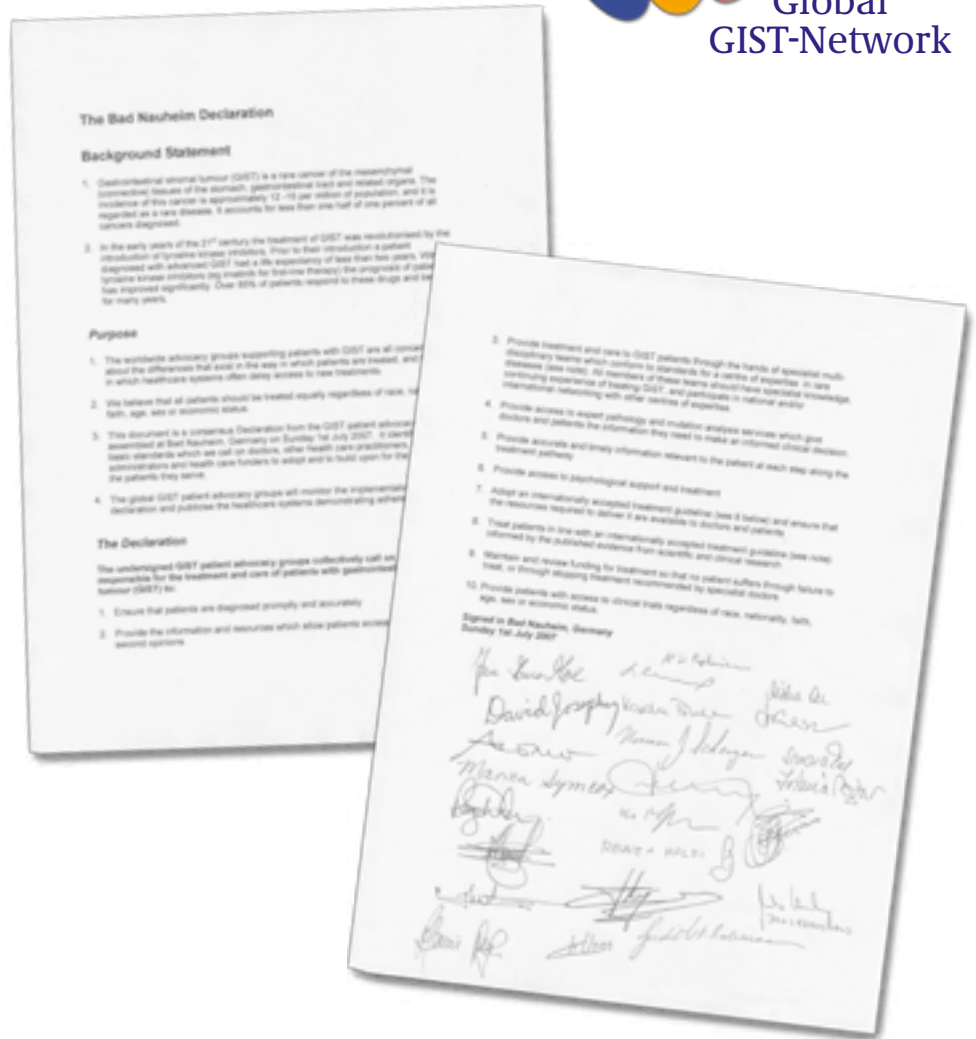 Global
GIST-Network
The Bad Nauheim Declaration
Background Statement
1. Gastrointestinal stromal tumour (GIST) is a rare cancer of the mesenchymal
(connective) tissues of the stomach, gastrointestinal tract and related organs. The
incidence of this cancer is approximately 12 -15 per million of population, and it is
regarded as a rare disease. It accounts for less than one half of one percent of all
cancers diagnosed.
2. In the early years of the 21st century the treatment of GIST was revolutionised by the
introduction of tyrosine kinase inhibitors. Prior to their introduction a patient
diagnosed with advanced GIST had a life expectancy of less than two years. Wi
tyrosine kinase inhibitors (eg imatinib for first-line therapy) the prognosis of patie
has improved significantly. Over 85% of patients respond to these drugs and
for many years.
Purpose
1. The worldwide advocacy groups supporting patients with GIST are all concer
about the differences that exist in the way in which patients are treated, and
in which healthcare systems often delay access to new treatments.
2. We believe that all patients should be treated equally regardless of race,
faith, age, sex or economic status.
3. This document is a consensus Declaration from the GIST patient advocac
assembled at Bad Nauheim, Germany on Sunday 1st July 2007. It identif
basic standards which we call on doctors, other health care practitioners,
administrators and health care funders to adopt and to build upon for the
the patients they serve.
4. The global GIST patient advocacy groups will monitor the implementati
declaration and publicise the healthcare systems demonstrating adhere
The Declaration
The undersigned GIST patient advocacy groups collectively call on
responsible for the treatment and care of patients with gastrointest
tumour (GIST) to:
1. Ensure that patients are diagnosed promptly and accurately
2. Provide the information and resources which allow patients access
second opinions
3. Provide treatment and care to GIST patients through the hands of specialist multi-
disciplinary teams which conform to standards for a centre of expertise in rare
diseases (see note). All members of these teams should have specialist knowledge,
continuing experience of treating GIST, and participate in national and/or
international networking with other centres of expertise.
4. Provide access to expert pathology and mutation analysis services which give
doctors and patients the information they need to make an informed clinical decision.
5. Provide accurate and timely information relevant to the patient at each step along the
treatment pathway
6. Provide access to psychological support and treatment
7. Adopt an internationally accepted treatment guideline (see 8 below) and ensure that
the resources required to deliver it are available to doctors and patients.
8. Treat patients in line with an internationally accepted treatment guideline (see note)
informed by the published evidence from scientific and clinical research
9. Maintain and review funding for treatment so that no patient suffers through failure to
treat, or through stopping treatment recommended by specialist doctors
10. Provide patients with access to clinical trials regardless of race, nationality, faith,
age, sex or economic status.
Signed in Bad Nauheim, Germany
Sunday 1st July 2007
David Josephy